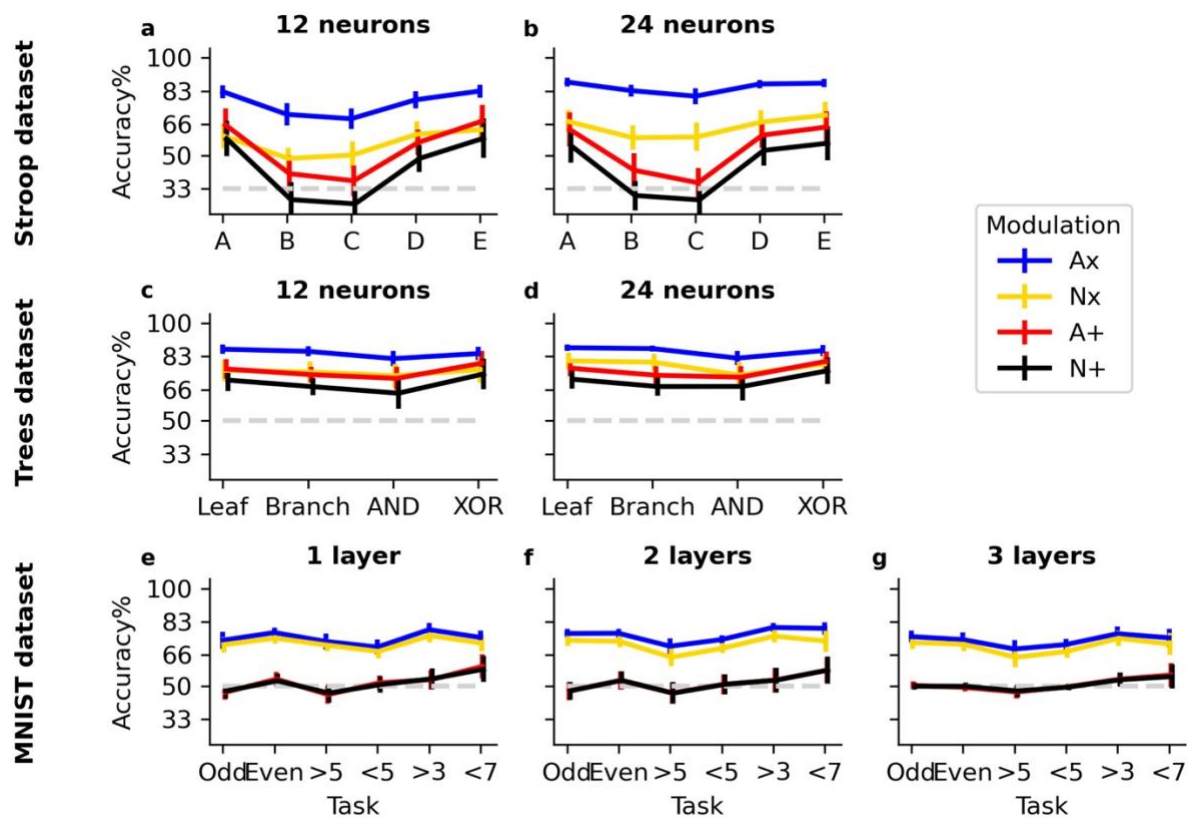 Stroop dataset
a
12 neurons
Accuracy%
100
83
66
50
33
A B C D E
b
24 neurons
A B C D E
Modulation
Ax
Nx
A+
N+
Trees dataset
c
12 neurons
Accuracy%
100
83
66
50
33
Leaf Branch AND XOR
d
24 neurons
Leaf Branch AND XOR
MNIST dataset
e
1 layer
Accuracy%
100
83
66
50
33
Odd Even >5 <5 >3 <7
Task
f
2 layers
Odd Even >5 <5 >3 <7
Task
g
3 layers
Odd Even >5 <5 >3 <7
Task